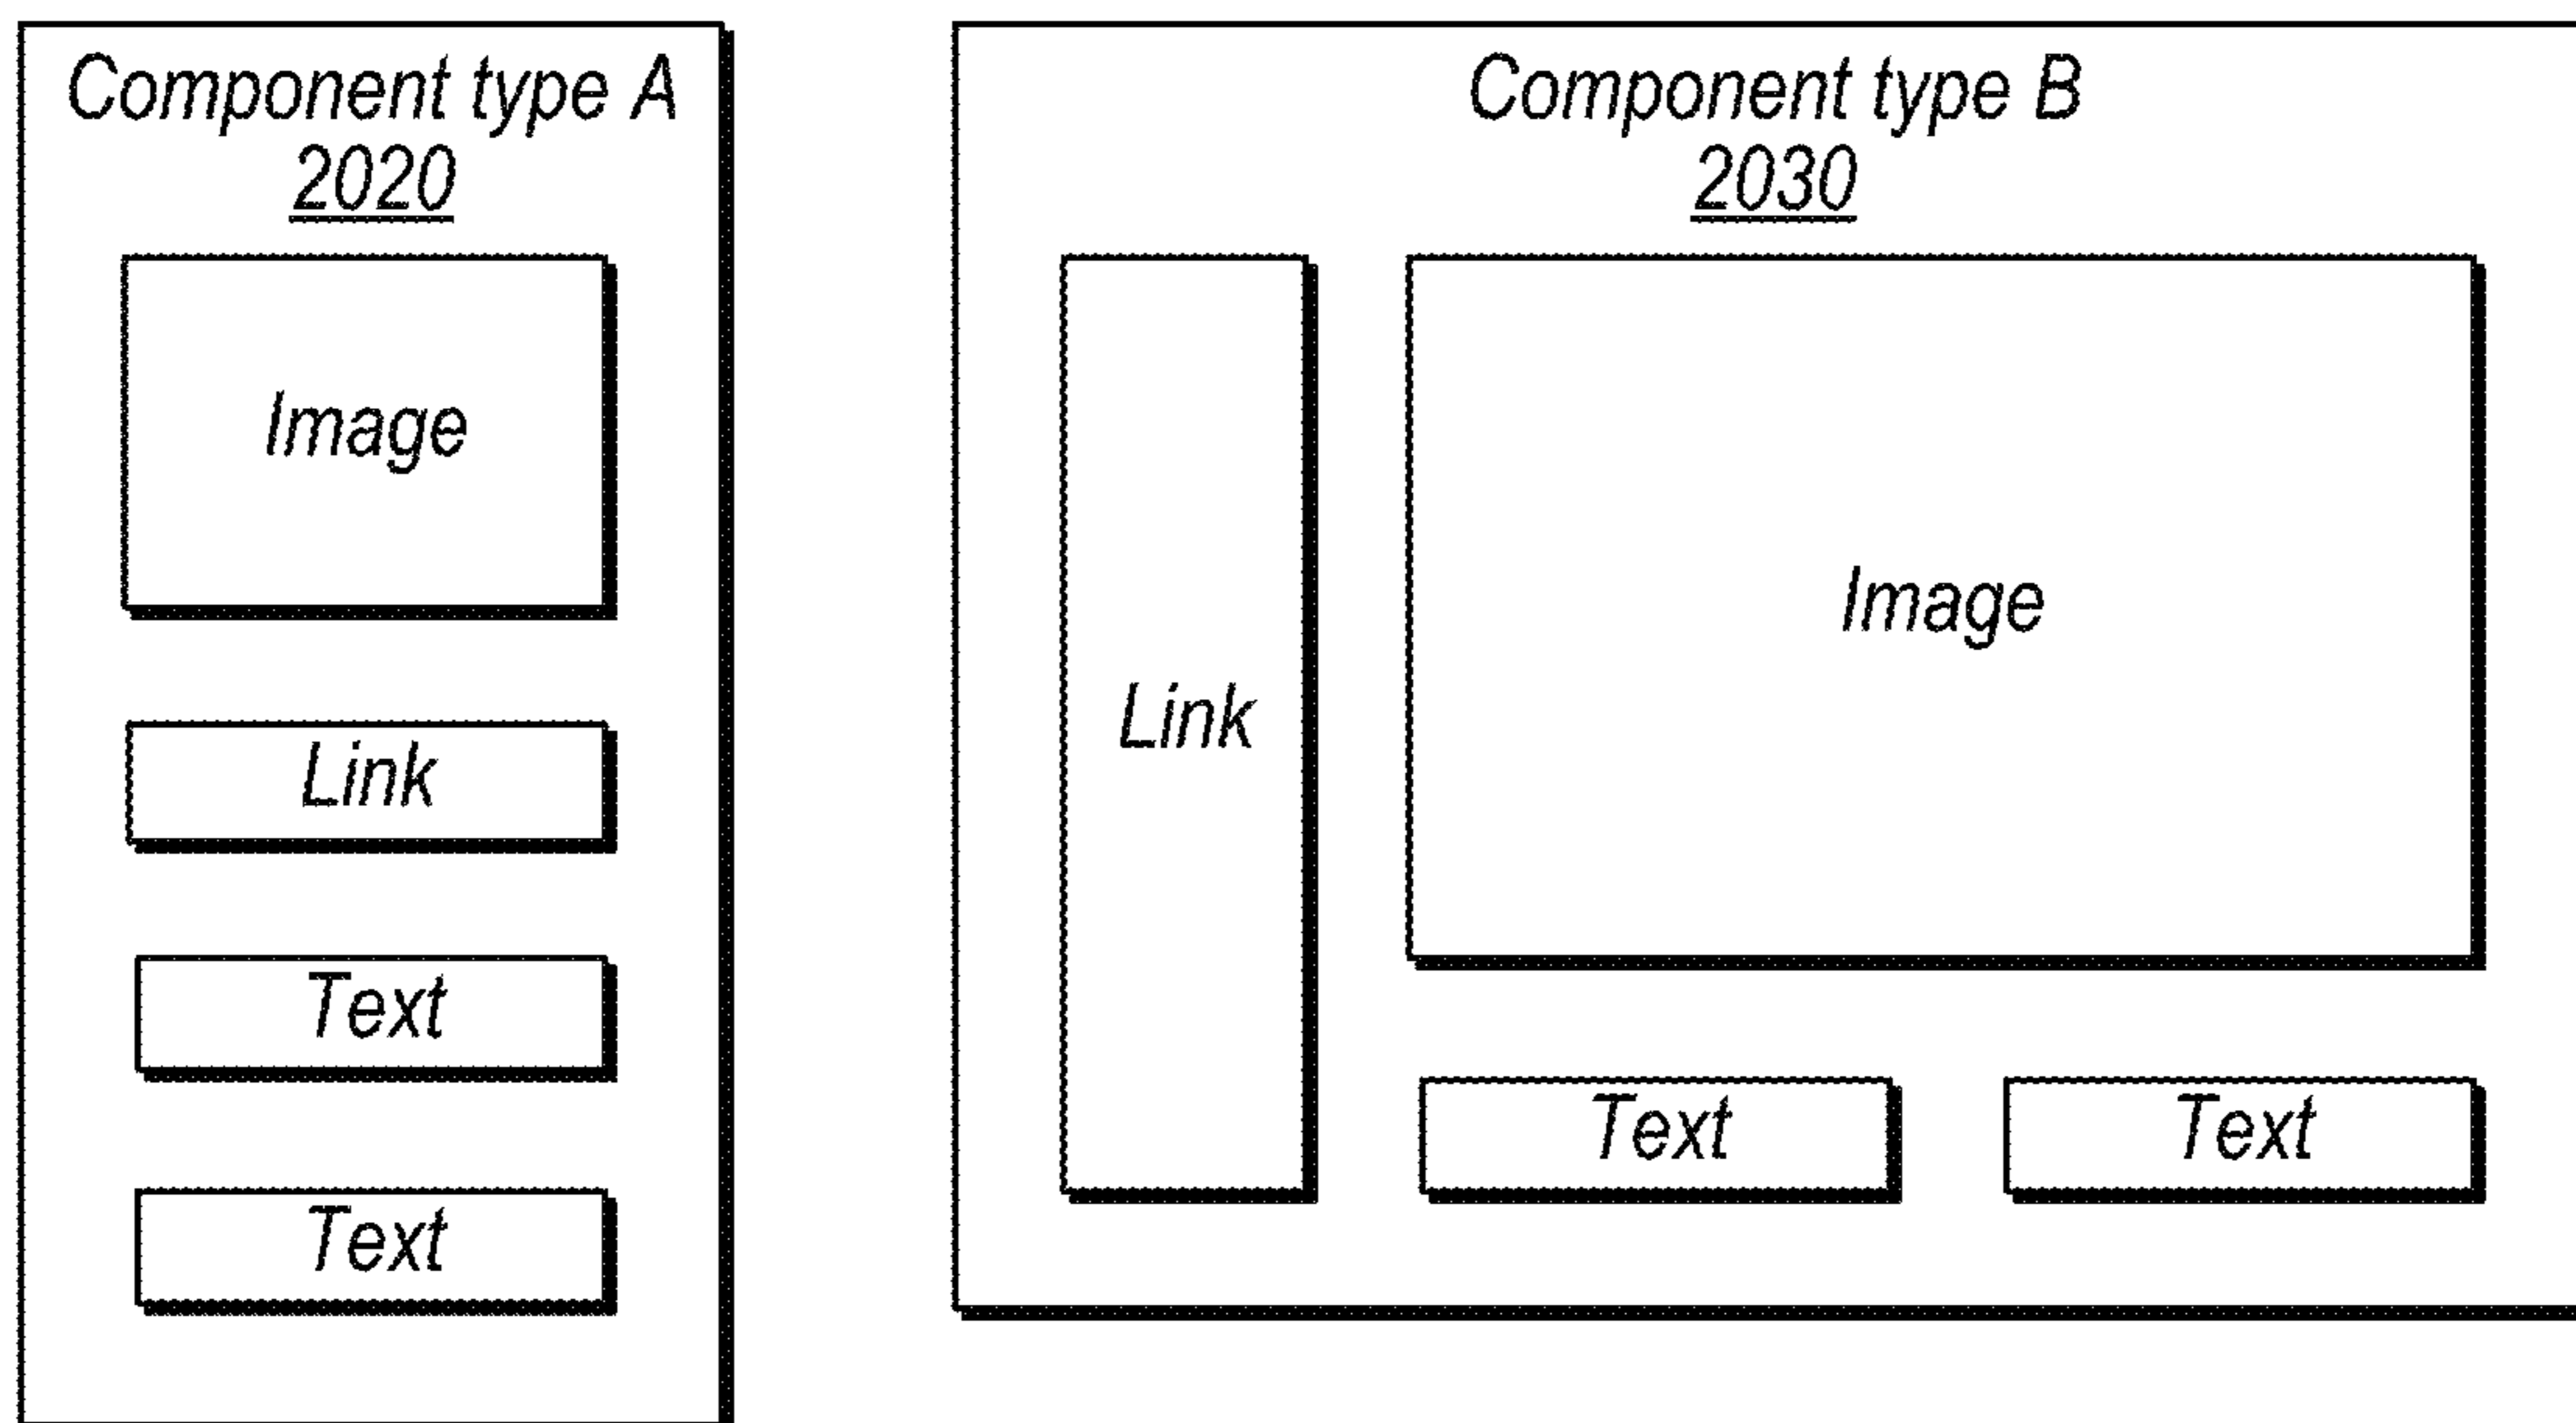 Component type A
2020
Image
Link
Text
Text
Component type B
2030
Link
Image
Text
Text